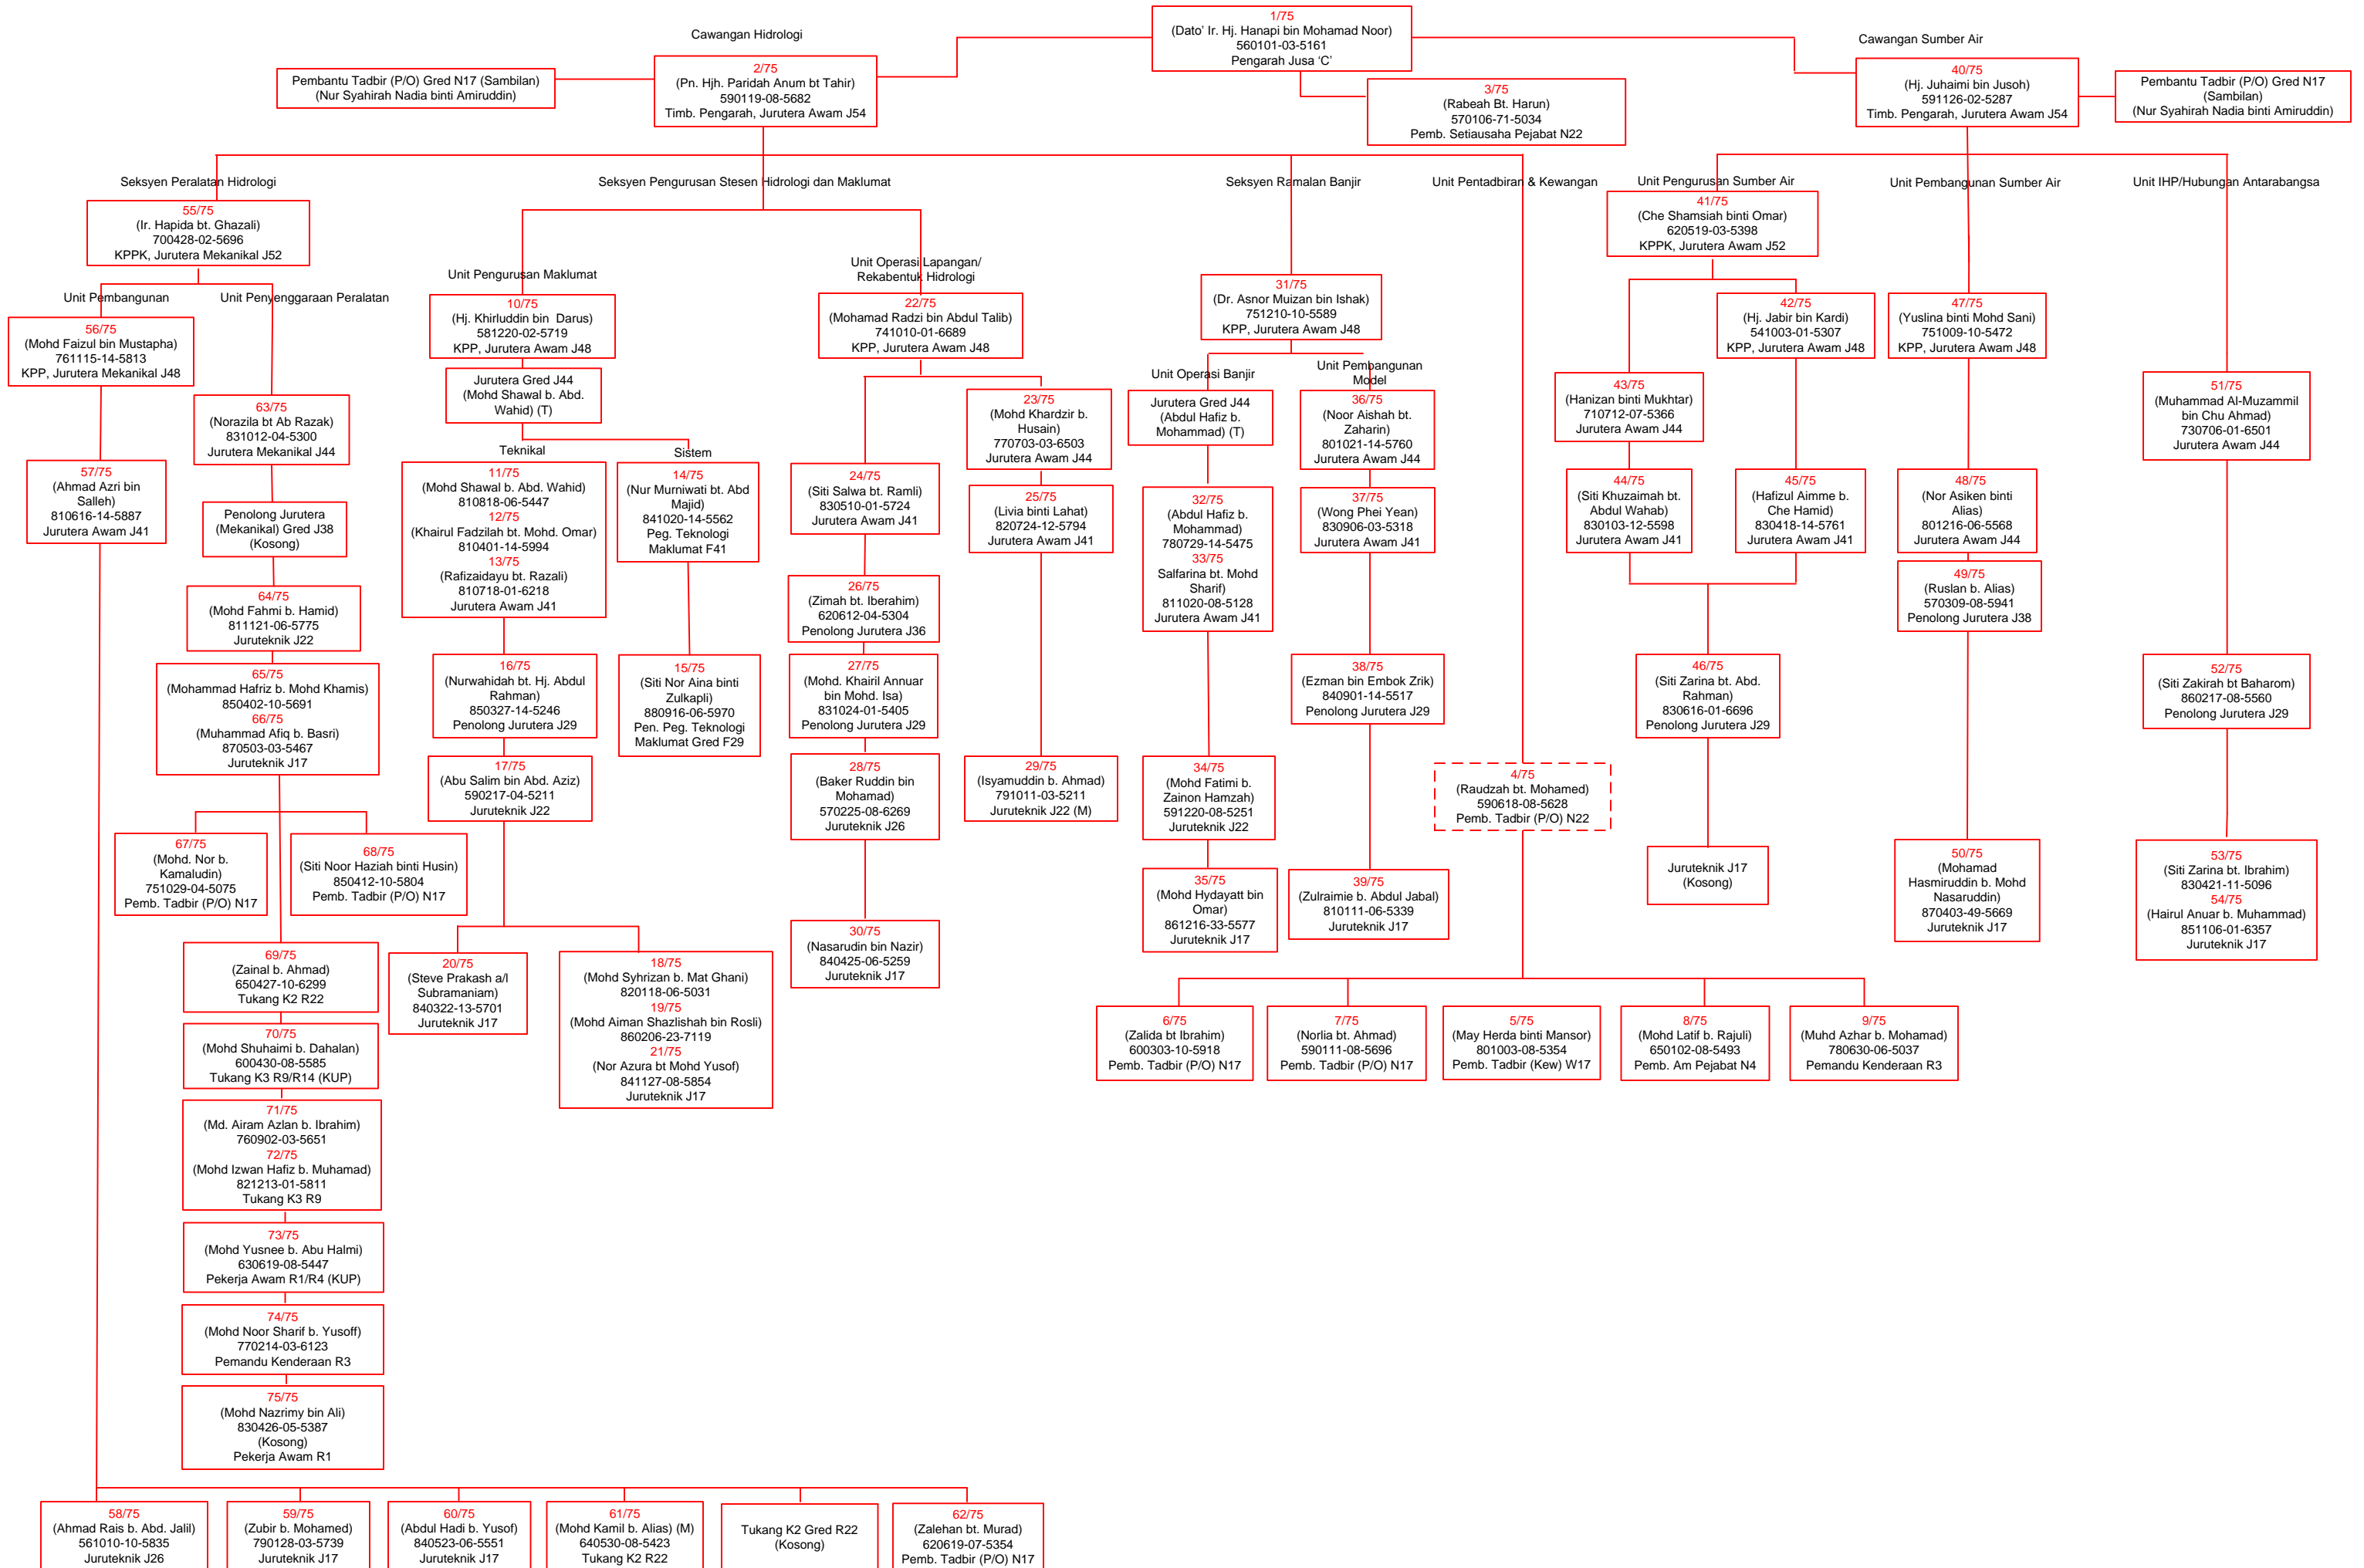 1/75
(Dato' Ir. Hj. Hanapi bin Mohamad Noor)
560101-03-5161
Pengarah Jusa ‘C’
Cawangan Hidrologi
Cawangan Sumber Air
Pembantu Tadbir (P/O) Gred N17 (Sambilan)
(Nur Syahirah Nadia binti Amiruddin)
2/75
(Pn. Hjh. Paridah Anum bt Tahir)
590119-08-5682
Timb. Pengarah, Jurutera Awam J54
3/75
(Rabeah Bt. Harun)
570106-71-5034
Pemb. Setiausaha Pejabat N22
40/75
(Hj. Juhaimi bin Jusoh)
591126-02-5287
Timb. Pengarah, Jurutera Awam J54
Pembantu Tadbir (P/O) Gred N17
(Sambilan)
(Nur Syahirah Nadia binti Amiruddin)
Seksyen Peralatan Hidrologi
Seksyen Pengurusan Stesen Hidrologi dan Maklumat
Seksyen Ramalan Banjir
Unit Pentadbiran & Kewangan
Unit Pengurusan Sumber Air
Unit Pembangunan Sumber Air
Unit IHP/Hubungan Antarabangsa
55/75
(Ir. Hapida bt. Ghazali)
700428-02-5696
KPPK, Jurutera Mekanikal J52
Unit Pembangunan
Unit Penyenggaraan Peralatan
56/75
(Mohd Faizul bin Mustapha)
761115-14-5813
KPP, Jurutera Mekanikal J48
57/75
(Ahmad Azri bin
Salleh)
810616-14-5887
Jurutera Awam J41
63/75
(Norazila bt Ab Razak)
831012-04-5300
Jurutera Mekanikal J44
Penolong Jurutera
(Mekanikal) Gred J38
(Kosong)
64/75
(Mohd Fahmi b. Hamid)
811121-06-5775
Juruteknik J22
65/75
(Mohammad Hafriz b. Mohd Khamis)
850402-10-5691
66/75
(Muhammad Afiq b. Basri)
870503-03-5467
Juruteknik J17
67/75
(Mohd. Nor b.
Kamaludin)
751029-04-5075
Pemb. Tadbir (P/O) N17
68/75
(Siti Noor Haziah binti Husin)
850412-10-5804
Pemb. Tadbir (P/O) N17
69/75
(Zainal b. Ahmad)
650427-10-6299
Tukang K2 R22
70/75
(Mohd Shuhaimi b. Dahalan)
600430-08-5585
Tukang K3 R9/R14 (KUP)
71/75
(Md. Airam Azlan b. Ibrahim)
760902-03-5651
72/75
(Mohd Izwan Hafiz b. Muhamad)
821213-01-5811
Tukang K3 R9
73/75
(Mohd Yusnee b. Abu Halmi)
630619-08-5447
Pekerja Awam R1/R4 (KUP)
74/75
(Mohd Noor Sharif b. Yusoff)
770214-03-6123
Pemandu Kenderaan R3
75/75
(Mohd Nazrimy bin Ali)
830426-05-5387
(Kosong)
Pekerja Awam R1
Unit Pengurusan Maklumat
10/75
(Hj. Khirluddin bin Darus)
581220-02-5719
KPP, Jurutera Awam J48
Jurutera Gred J44
(Mohd Shawal b. Abd.
Wahid) (T)
Teknikal
Sistem
11/75
(Mohd Shawal b. Abd. Wahid)
810818-06-5447
12/75
(Khairul Fadzilah bt. Mohd. Omar)
810401-14-5994
13/75
(Rafizaidayu bt. Razali)
810718-01-6218
Jurutera Awam J41
14/75
(Nur Murniwati bt. Abd
Majid)
841020-14-5562
Peg. Teknologi
Maklumat F41
16/75
(Nurwahidah bt. Hj. Abdul
Rahman)
850327-14-5246
Penolong Jurutera J29
15/75
(Siti Nor Aina binti
Zulkapli)
880916-06-5970
Pen. Peg. Teknologi
Maklumat Gred F29
17/75
(Abu Salim bin Abd. Aziz)
590217-04-5211
Juruteknik J22
20/75
(Steve Prakash a/l
Subramaniam)
840322-13-5701
Juruteknik J17
18/75
(Mohd Syhrizan b. Mat Ghani)
820118-06-5031
19/75
(Mohd Aiman Shazlishah bin Rosli)
860206-23-7119
21/75
(Nor Azura bt Mohd Yusof)
841127-08-5854
Juruteknik J17
Unit Operasi Lapangan/
Rekabentuk Hidrologi
22/75
(Mohamad Radzi bin Abdul Talib)
741010-01-6689
KPP, Jurutera Awam J48
23/75
(Mohd Khardzir b.
Husain)
770703-03-6503
Jurutera Awam J44
24/75
(Siti Salwa bt. Ramli)
830510-01-5724
Jurutera Awam J41
25/75
(Livia binti Lahat)
820724-12-5794
Jurutera Awam J41
26/75
(Zimah bt. Iberahim)
620612-04-5304
Penolong Jurutera J36
27/75
(Mohd. Khairil Annuar
bin Mohd. Isa)
831024-01-5405
Penolong Jurutera J29
28/75
(Baker Ruddin bin
Mohamad)
570225-08-6269
Juruteknik J26
29/75
(Isyamuddin b. Ahmad)
791011-03-5211
Juruteknik J22 (M)
30/75
(Nasarudin bin Nazir)
840425-06-5259
Juruteknik J17
31/75
(Dr. Asnor Muizan bin Ishak)
751210-10-5589
KPP, Jurutera Awam J48
Unit Operasi Banjir
Unit Pembangunan
Model
Jurutera Gred J44
(Abdul Hafiz b.
Mohammad) (T)
36/75
(Noor Aishah bt.
Zaharin)
801021-14-5760
Jurutera Awam J44
32/75
(Abdul Hafiz b.
Mohammad)
780729-14-5475
33/75
Salfarina bt. Mohd
Sharif)
811020-08-5128
Jurutera Awam J41
37/75
(Wong Phei Yean)
830906-03-5318
Jurutera Awam J41
38/75
(Ezman bin Embok Zrik)
840901-14-5517
Penolong Jurutera J29
34/75
(Mohd Fatimi b.
Zainon Hamzah)
591220-08-5251
Juruteknik J22
35/75
(Mohd Hydayatt bin
Omar)
861216-33-5577
Juruteknik J17
39/75
(Zulraimie b. Abdul Jabal)
810111-06-5339
Juruteknik J17
4/75
(Raudzah bt. Mohamed)
590618-08-5628
Pemb. Tadbir (P/O) N22
6/75
(Zalida bt Ibrahim)
600303-10-5918
Pemb. Tadbir (P/O) N17
7/75
(Norlia bt. Ahmad)
590111-08-5696
Pemb. Tadbir (P/O) N17
5/75
(May Herda binti Mansor)
801003-08-5354
Pemb. Tadbir (Kew) W17
8/75
(Mohd Latif b. Rajuli)
650102-08-5493
Pemb. Am Pejabat N4
9/75
(Muhd Azhar b. Mohamad)
780630-06-5037
Pemandu Kenderaan R3
41/75
(Che Shamsiah binti Omar)
620519-03-5398
KPPK, Jurutera Awam J52
42/75
(Hj. Jabir bin Kardi)
541003-01-5307
KPP, Jurutera Awam J48
43/75
(Hanizan binti Mukhtar)
710712-07-5366
Jurutera Awam J44
44/75
(Siti Khuzaimah bt.
Abdul Wahab)
830103-12-5598
Jurutera Awam J41
45/75
(Hafizul Aimme b.
Che Hamid)
830418-14-5761
Jurutera Awam J41
46/75
(Siti Zarina bt. Abd.
Rahman)
830616-01-6696
Penolong Jurutera J29
Juruteknik J17
(Kosong)
47/75
(Yuslina binti Mohd Sani)
751009-10-5472
KPP, Jurutera Awam J48
48/75
(Nor Asiken binti
Alias)
801216-06-5568
Jurutera Awam J44
49/75
(Ruslan b. Alias)
570309-08-5941
Penolong Jurutera J38
50/75
(Mohamad
Hasmiruddin b. Mohd
Nasaruddin)
870403-49-5669
Juruteknik J17
51/75
(Muhammad Al-Muzammil
bin Chu Ahmad)
730706-01-6501
Jurutera Awam J44
52/75
(Siti Zakirah bt Baharom)
860217-08-5560
Penolong Jurutera J29
53/75
(Siti Zarina bt. Ibrahim)
830421-11-5096
54/75
(Hairul Anuar b. Muhammad)
851106-01-6357
Juruteknik J17
58/75
(Ahmad Rais b. Abd. Jalil)
561010-10-5835
Juruteknik J26
59/75
(Zubir b. Mohamed)
790128-03-5739
Juruteknik J17
60/75
(Abdul Hadi b. Yusof)
840523-06-5551
Juruteknik J17
61/75
(Mohd Kamil b. Alias) (M)
640530-08-5423
Tukang K2 R22
Tukang K2 Gred R22
(Kosong)
62/75
(Zalehan bt. Murad)
620619-07-5354
Pemb. Tadbir (P/O) N17